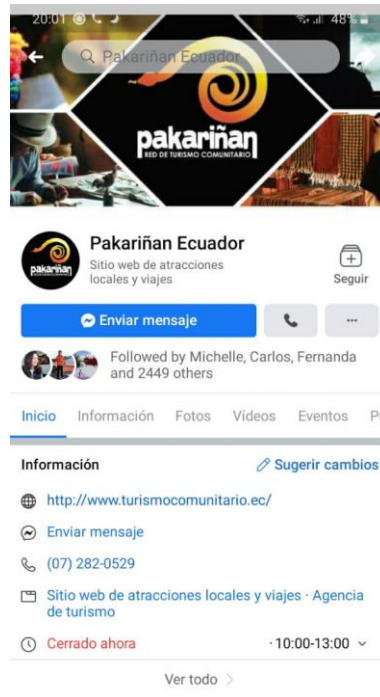 20:01
48%
Pakariñan Ecuador
pakariñan
RED DE TURISMO COMUNITARIO
pakariñan
Pakariñan Ecuador
Sitio web de atracciones
locales y viajes
Seguir
Enviar mensaje
Followed by Michelle, Carlos, Fernanda
and 2449 others
Inicio Información Fotos Vídeos Eventos
Información
Sugerir cambios
http://www.turismocomunitario.ec/
Enviar mensaje
(07) 282-0529
Sitio web de atracciones locales y viajes · Agencia
de turismo
Cerrado ahora
· 10:00-13:00
Ver todo